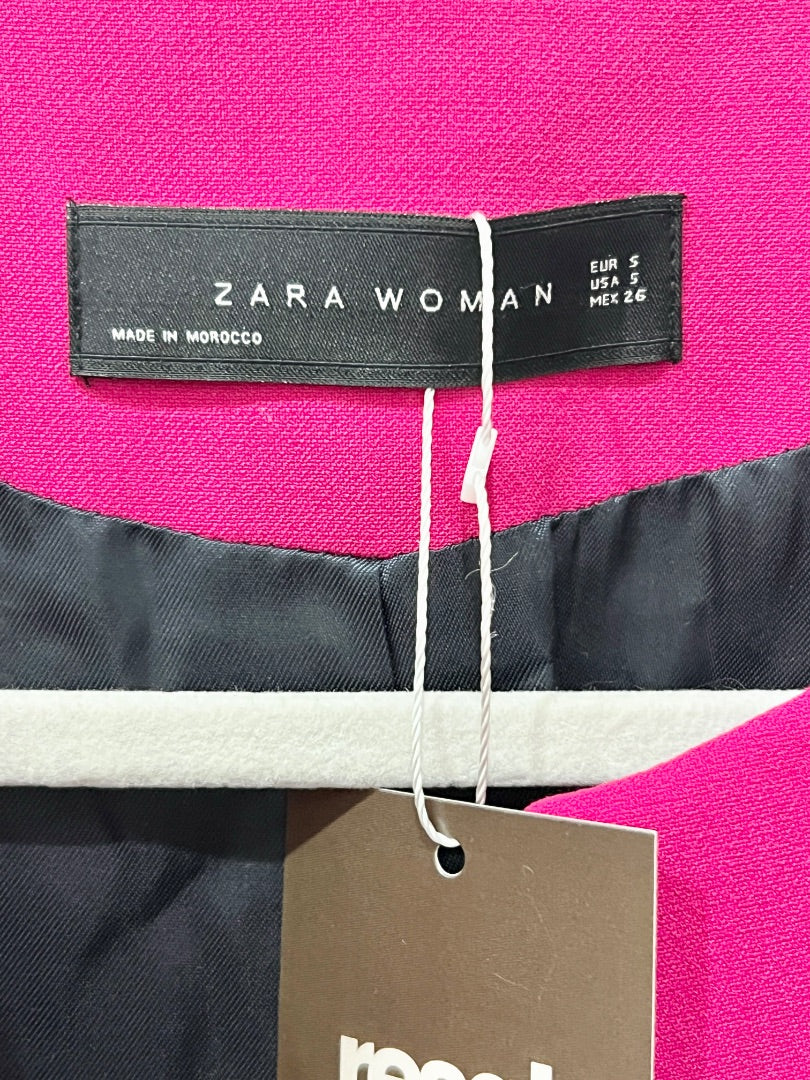 ZARA WOMAN
EUR S
USA S
MEX 26
MADE IN MOROCCO